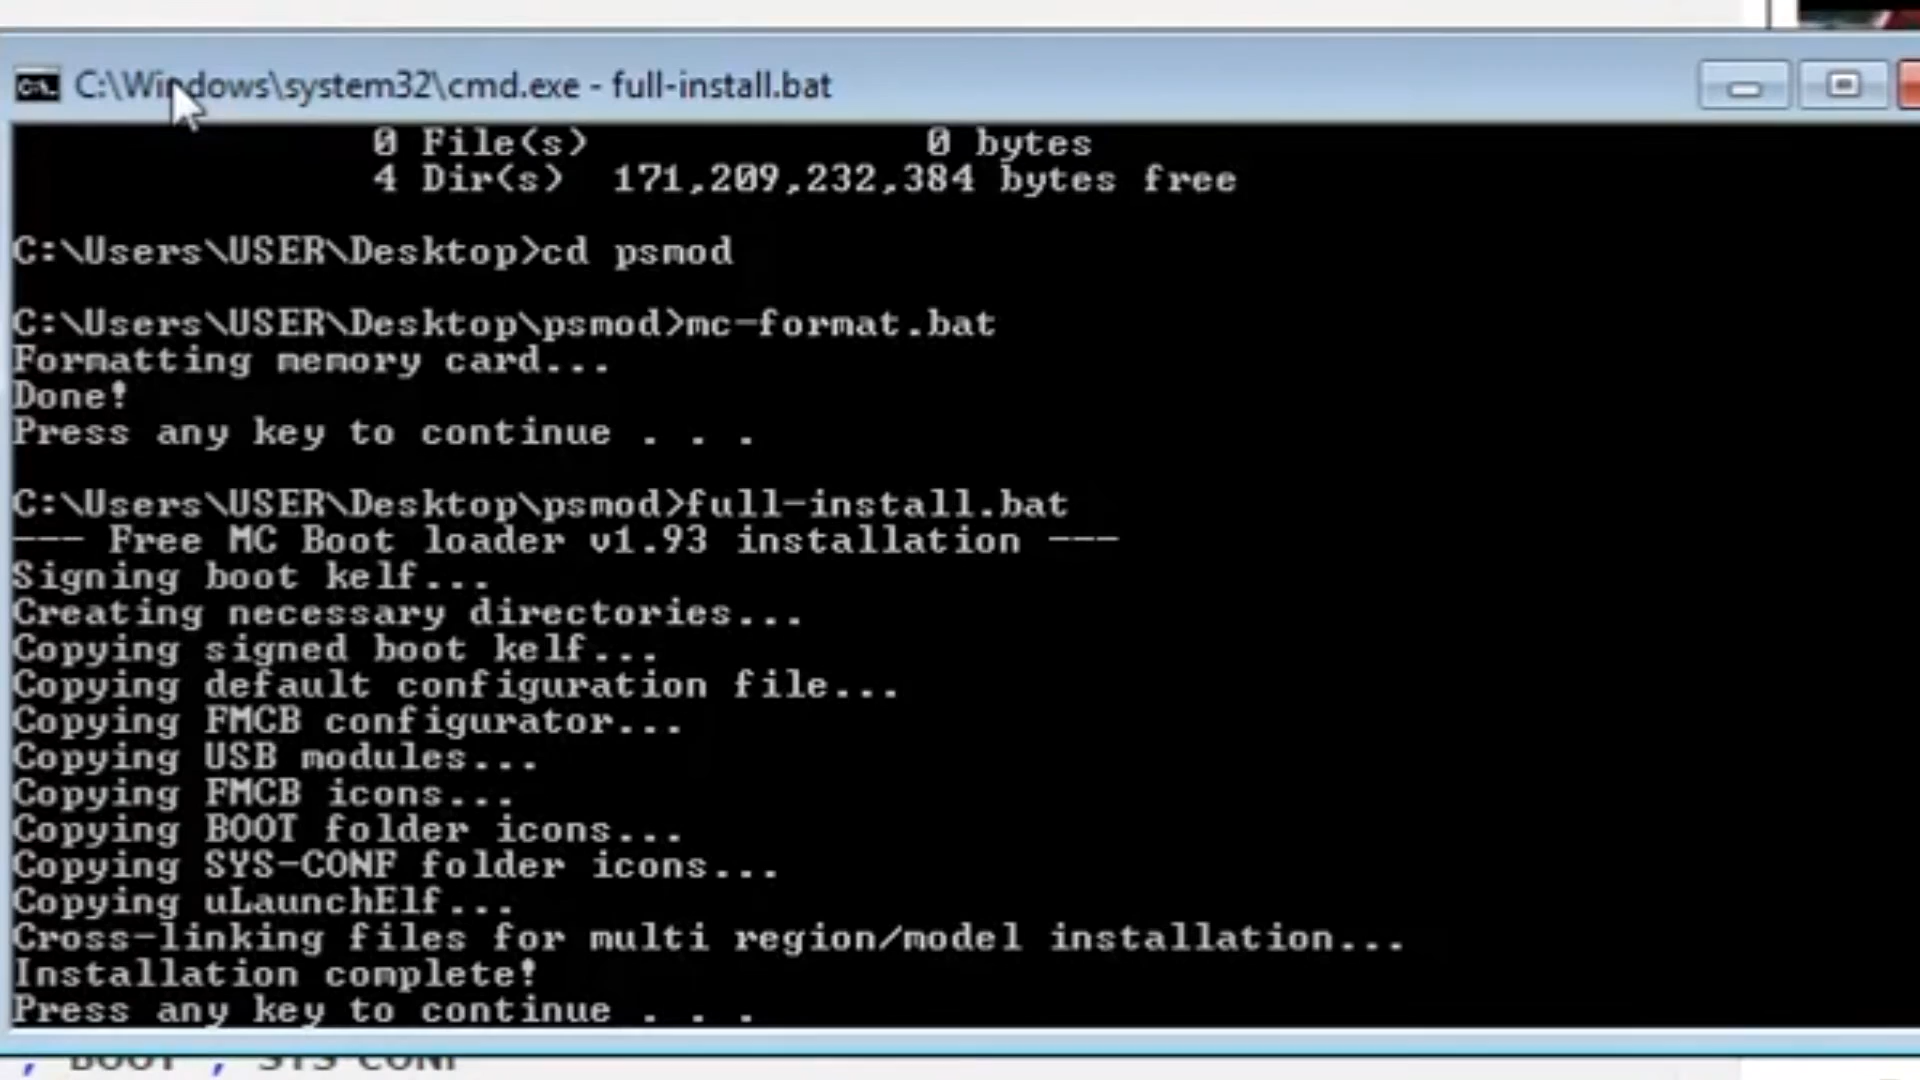 C:\Windows\system32\cmd.exe - full-install.bat
0 File(s) 0 bytes
4 Dir(s) 171,209,232,384 bytes free
C:\Users\USER\Desktop>cd psmod
C:\Users\USER\Desktop\psmod>mc-format.bat
Formatting memory card...
Done!
Press any key to continue . . .
C:\Users\USER\Desktop\psmod>full-install.bat
--- Free MC Boot loader v1.93 installation ---
Signing boot kelf...
Creating necessary directories...
Copying signed boot kelf...
Copying default configuration file...
Copying FMCB configurator...
Copying USB modules...
Copying FMCB icons...
Copying BOOT folder icons...
Copying SYS-CONF folder icons...
Copying uLaunchElf...
Cross-linking files for multi region/model installation...
Installation complete!
Press any key to continue . . .
, BOOT , SYS-CONF